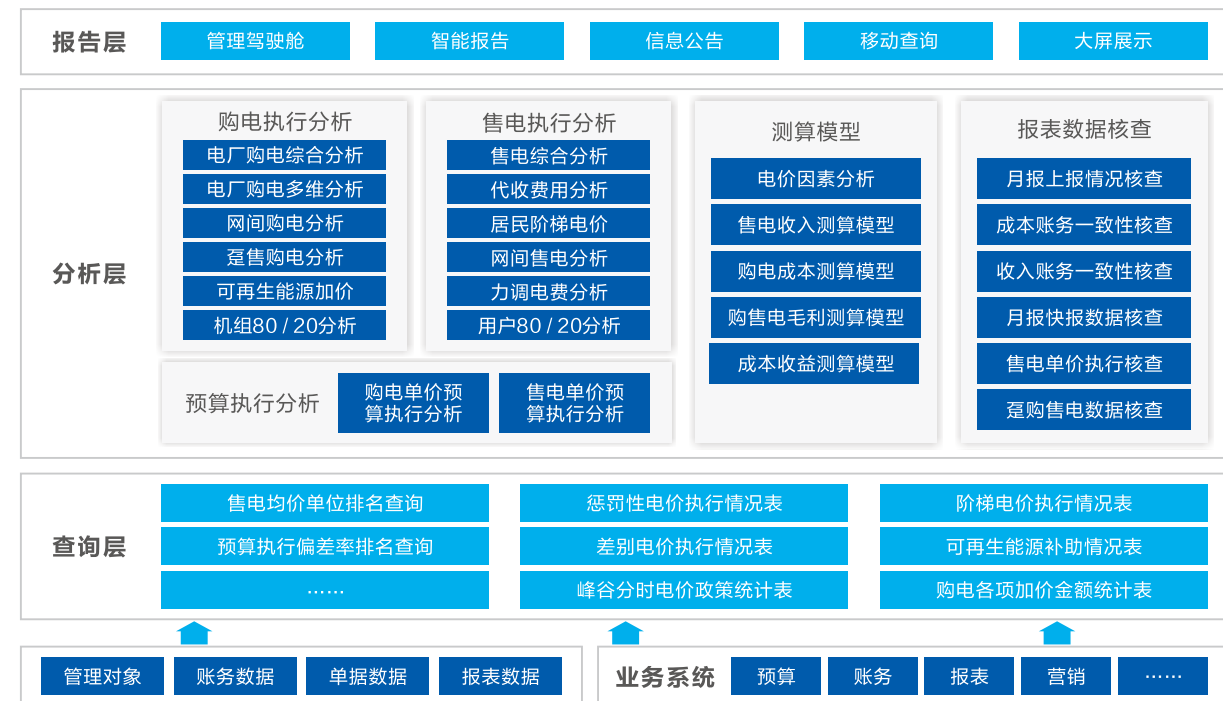 报告层
管理驾驶舱
智能报告
信息公告
移动查询
大屏展示
分析层
购电执行分析
电厂购电综合分析
电厂购电多维分析
网间购电分析
趸售购电分析
可再生能源加价
机组80 / 20分析
售电执行分析
售电综合分析
代收费用分析
居民阶梯电价
网间售电分析
力调电费分析
用户80 / 20分析
预算执行分析
购电单价预
算执行分析
售电单价预
算执行分析
测算模型
电价因素分析
售电收入测算模型
购电成本测算模型
购售电毛利测算模型
成本收益测算模型
报表数据核查
月报上报情况核查
成本账务一致性核查
收入账务一致性核查
月报快报数据核查
售电单价执行核查
趸购售电数据核查
查询层
售电均价单位排名查询
预算执行偏差率排名查询
……
惩罚性电价执行情况表
差别电价执行情况表
峰谷分时电价政策统计表
阶梯电价执行情况表
可再生能源补助情况表
购电各项加价金额统计表
管理对象
账务数据
单据数据
报表数据
业务系统
预算
账务
报表
营销
……